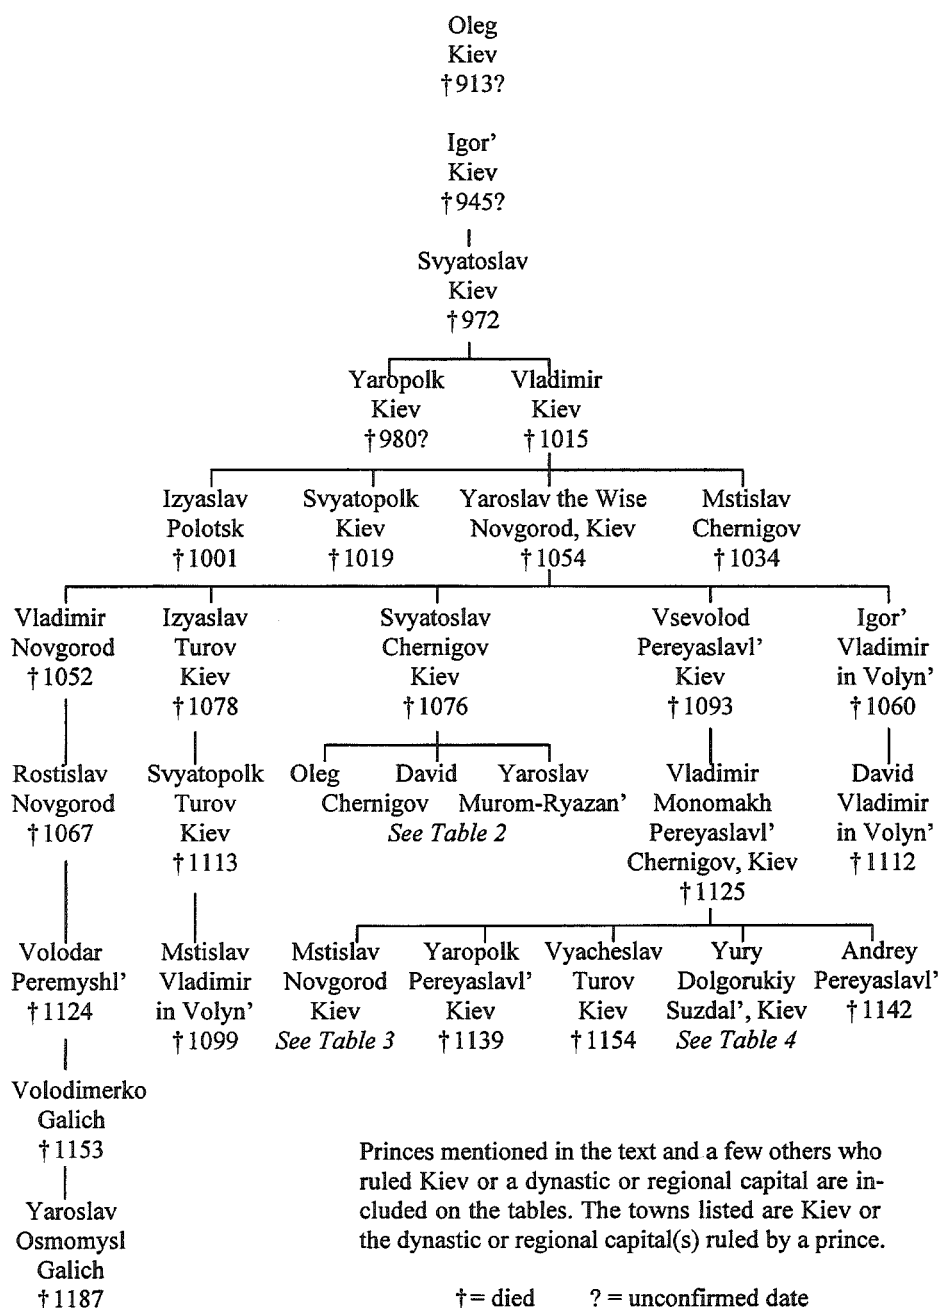 Oleg
Kiev
†913?
Igor’
Kiev
†945?
Svyatoslav
Kiev
†972
Yaropolk Vladimir
Kiev Kiev
†980? †1015
Izyaslav Svyatopolk Yaroslav the Wise Mstislav
Polotsk Kiev Novgorod, Kiev Chernigov
†1001 †1019 †1054 †1034
Vladimir Izyaslav Svyatoslav Vsevolod Igor’
Novgorod Turov Chernigov Pereyaslavl’ Vladimir
†1052 Kiev Kiev Kiev in Volyn’
†1078 †1076 †1093 †1060
Rostislav Svyatopolk Oleg David Yaroslav Vladimir David
Novgorod Turov Chernigov Murom-Ryazan’ Monomakh Vladimir
†1067 Kiev See Table 2 Pereyaslavl’ in Volyn’
†1113 Chernigov, Kiev †1112
†1125
Volodar Mstislav Mstislav Yaropolk Vyacheslav Yury Andrey
Peremyshl’ Vladimir Novgorod Pereyaslavl’ Turov Dolgorukiy Pereyaslavl’
†1124 in Volyn’ Kiev Kiev Kiev Suzdal’, Kiev †1142
†1099 See Table 3 †1139 †1154 See Table 4
Volodimerko
Galich
†1153
Yaroslav
Osmomysl
Galich
†1187
Princes mentioned in the text and a few others who
ruled Kiev or a dynastic or regional capital are in-
cluded on the tables. The towns listed are Kiev or
the dynastic or regional capital(s) ruled by a prince.
†= died ? = unconfirmed date